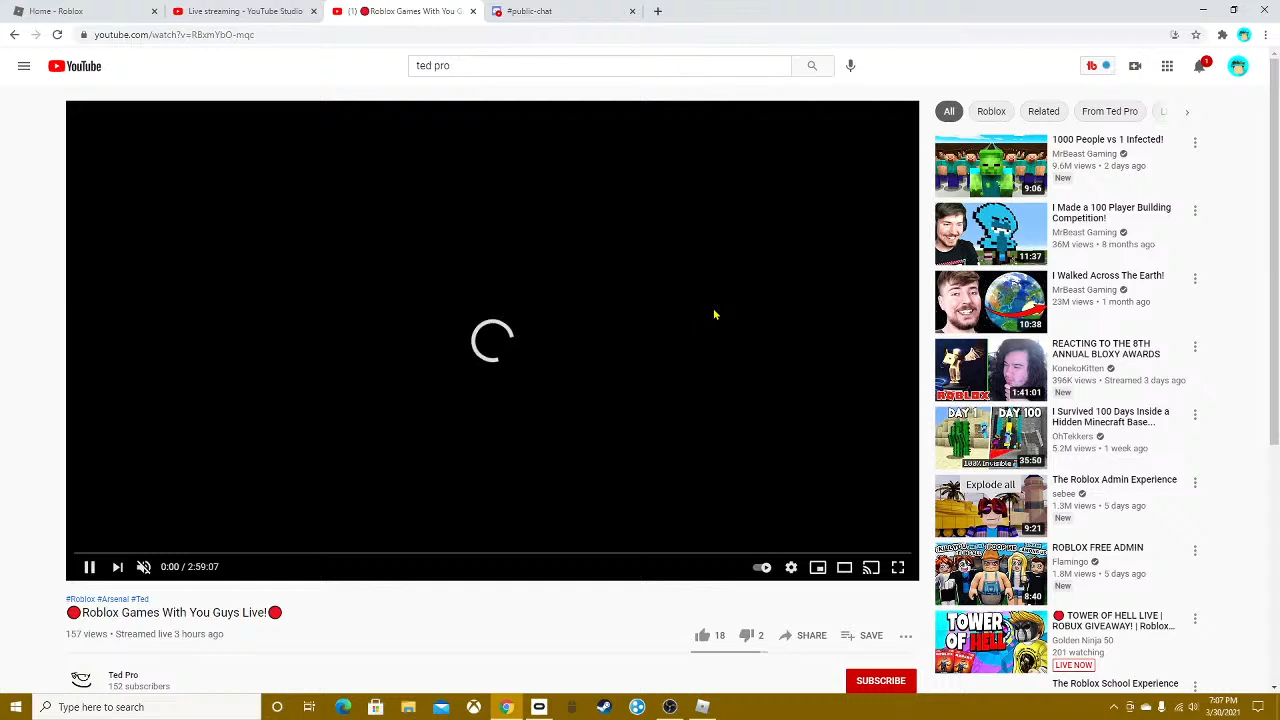 Home - Roblox
Live streaming - YouTube Studio
(1) 🔴Roblox Games With You G
#public-chat
youtube.com/watch?v=RBxmYbO-mqc
YouTube
ted pro
1
All
Roblox
Related
From Ted Pro
1000 People vs 1 Infected!
MrBeast Gaming
9.6M views • 2 days ago
New
9:06
I Made a 100 Player Building
Competition!
MrBeast Gaming
36M views • 8 months ago
11:37
I Walked Across The Earth!
MrBeast Gaming
23M views • 1 month ago
10:38
REACTING TO THE 8TH
ANNUAL BLOXY AWARDS
KonekoKitten
396K views • Streamed 3 days ago
New
ROBLOX
1:41:01
DAY 1
DAY 100
I Survived 100 Days Inside a
Hidden Minecraft Base...
OhTekkers
5.2M views • 1 week ago
35:50
Explode all
The Roblox Admin Experience
sebee
1.3M views • 5 days ago
New
9:21
ROBLOX FREE ADMIN
Flamingo
1.8M views • 5 days ago
New
8:40
TOWER
OF HELL
🔴 TOWER OF HELL LIVE |
ROBUX GIVEAWAY! | Roblox...
Golden Ninja 50
201 watching
LIVE NOW
The Roblox School Experience
0:00 / 2:59:07
#Roblox #Arsenal #Ted
🔴Roblox Games With You Guys Live!🔴
157 views • Streamed live 3 hours ago
18
2
SHARE
SAVE
Ted Pro
152 subscribers
SUBSCRIBE
Type here to search
7:07 PM
3/30/2021